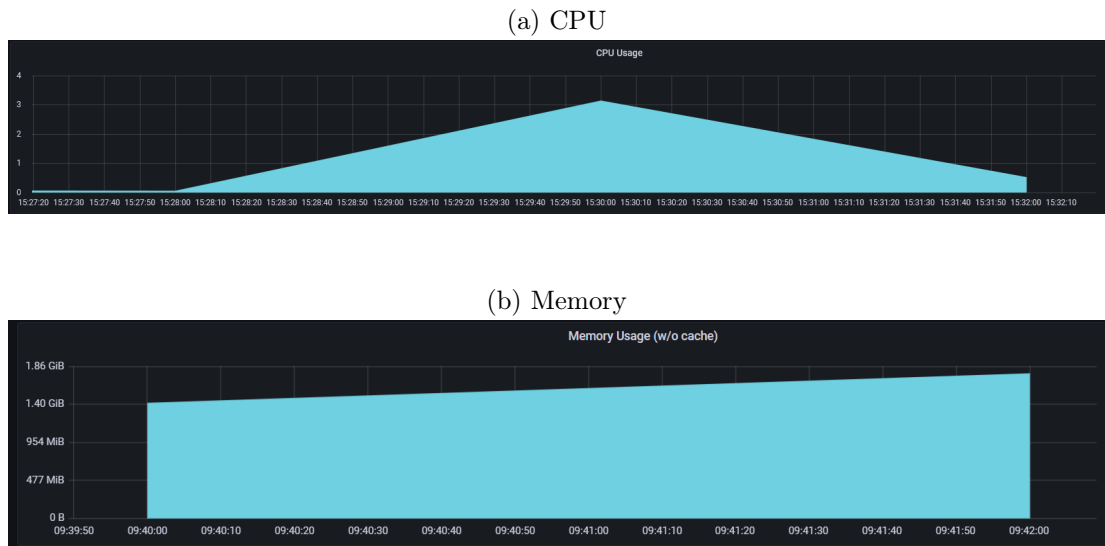 (a) CPU
CPU Usage
4
3
2
1
0
15:27:20 15:27:30 15:27:40 15:27:50 15:28:00 15:28:10 15:28:20 15:28:30 15:28:40 15:28:50 15:29:00 15:29:10 15:29:20 15:29:30 15:29:40 15:29:50 15:30:00 15:30:10 15:30:20 15:30:30 15:30:40 15:30:50 15:31:00 15:31:10 15:31:20 15:31:30 15:31:40 15:31:50 15:32:00 15:32:10
(b) Memory
Memory Usage (w/o cache)
1.86 GiB
1.40 GiB
954 MiB
477 MiB
0 B
09:39:50 09:40:00 09:40:10 09:40:20 09:40:30 09:40:40 09:40:50 09:41:00 09:41:10 09:41:20 09:41:30 09:41:40 09:41:50 09:42:00